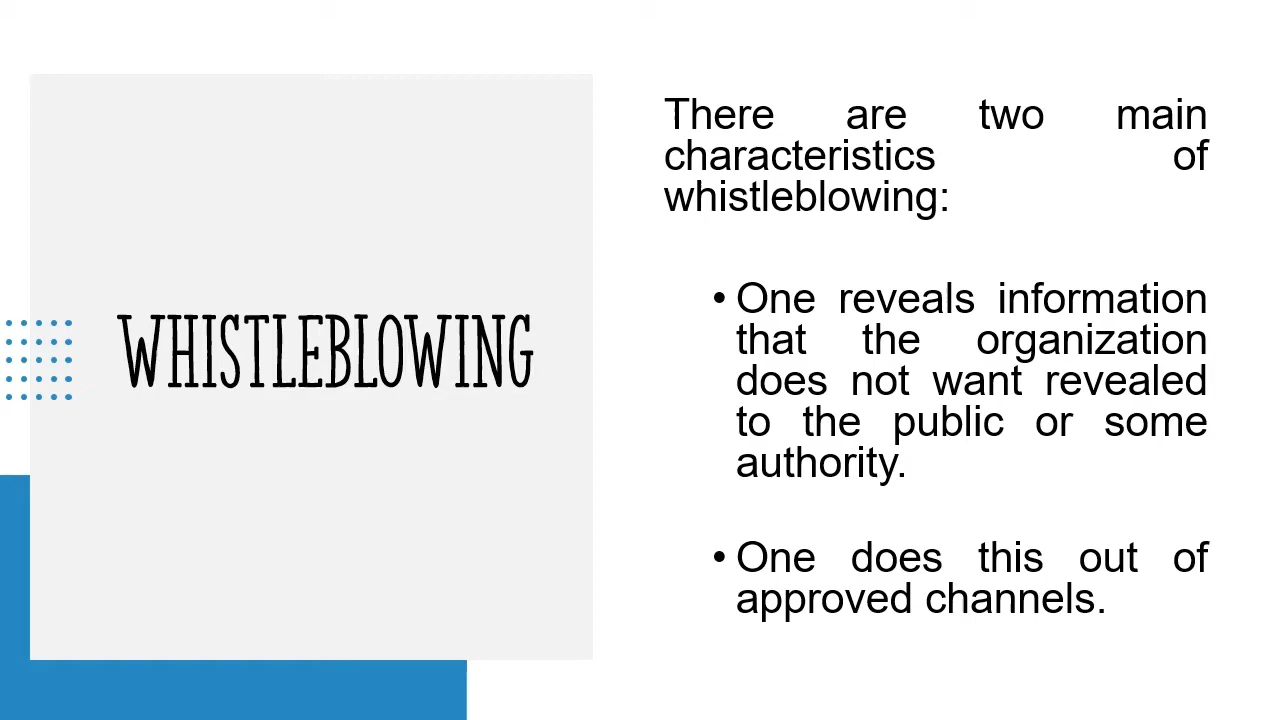 WHISTLEBLOWING
There are two main
characteristics of
whistleblowing:
• One reveals information
that the organization
does not want revealed
to the public or some
authority.
• One does this out of
approved channels.